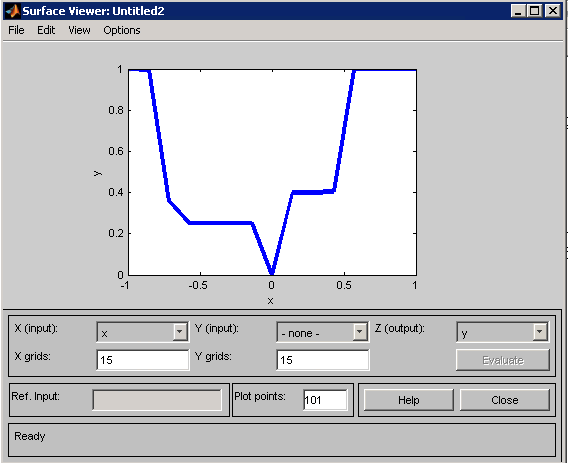 Surface Viewer: Untitled2
File Edit View Options
1
0.8
0.6
0.4
0.2
0
y
-1 -0.5 0 0.5 1
x
X (input): x Y (input): - none - Z (output): y
X grids: 15 Y grids: 15 Evaluate
Ref. Input: Plot points: 101 Help Close
Ready